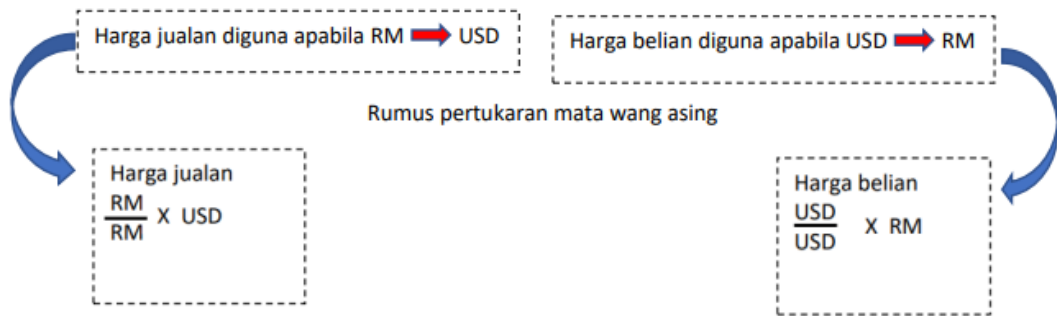 Harga jualan diguna apabila RM USD
Harga belian diguna apabila USD RM
Rumus pertukaran mata wang asing
Harga jualan
RM
X USD
RM
Harga belian
USD
X RM
USD